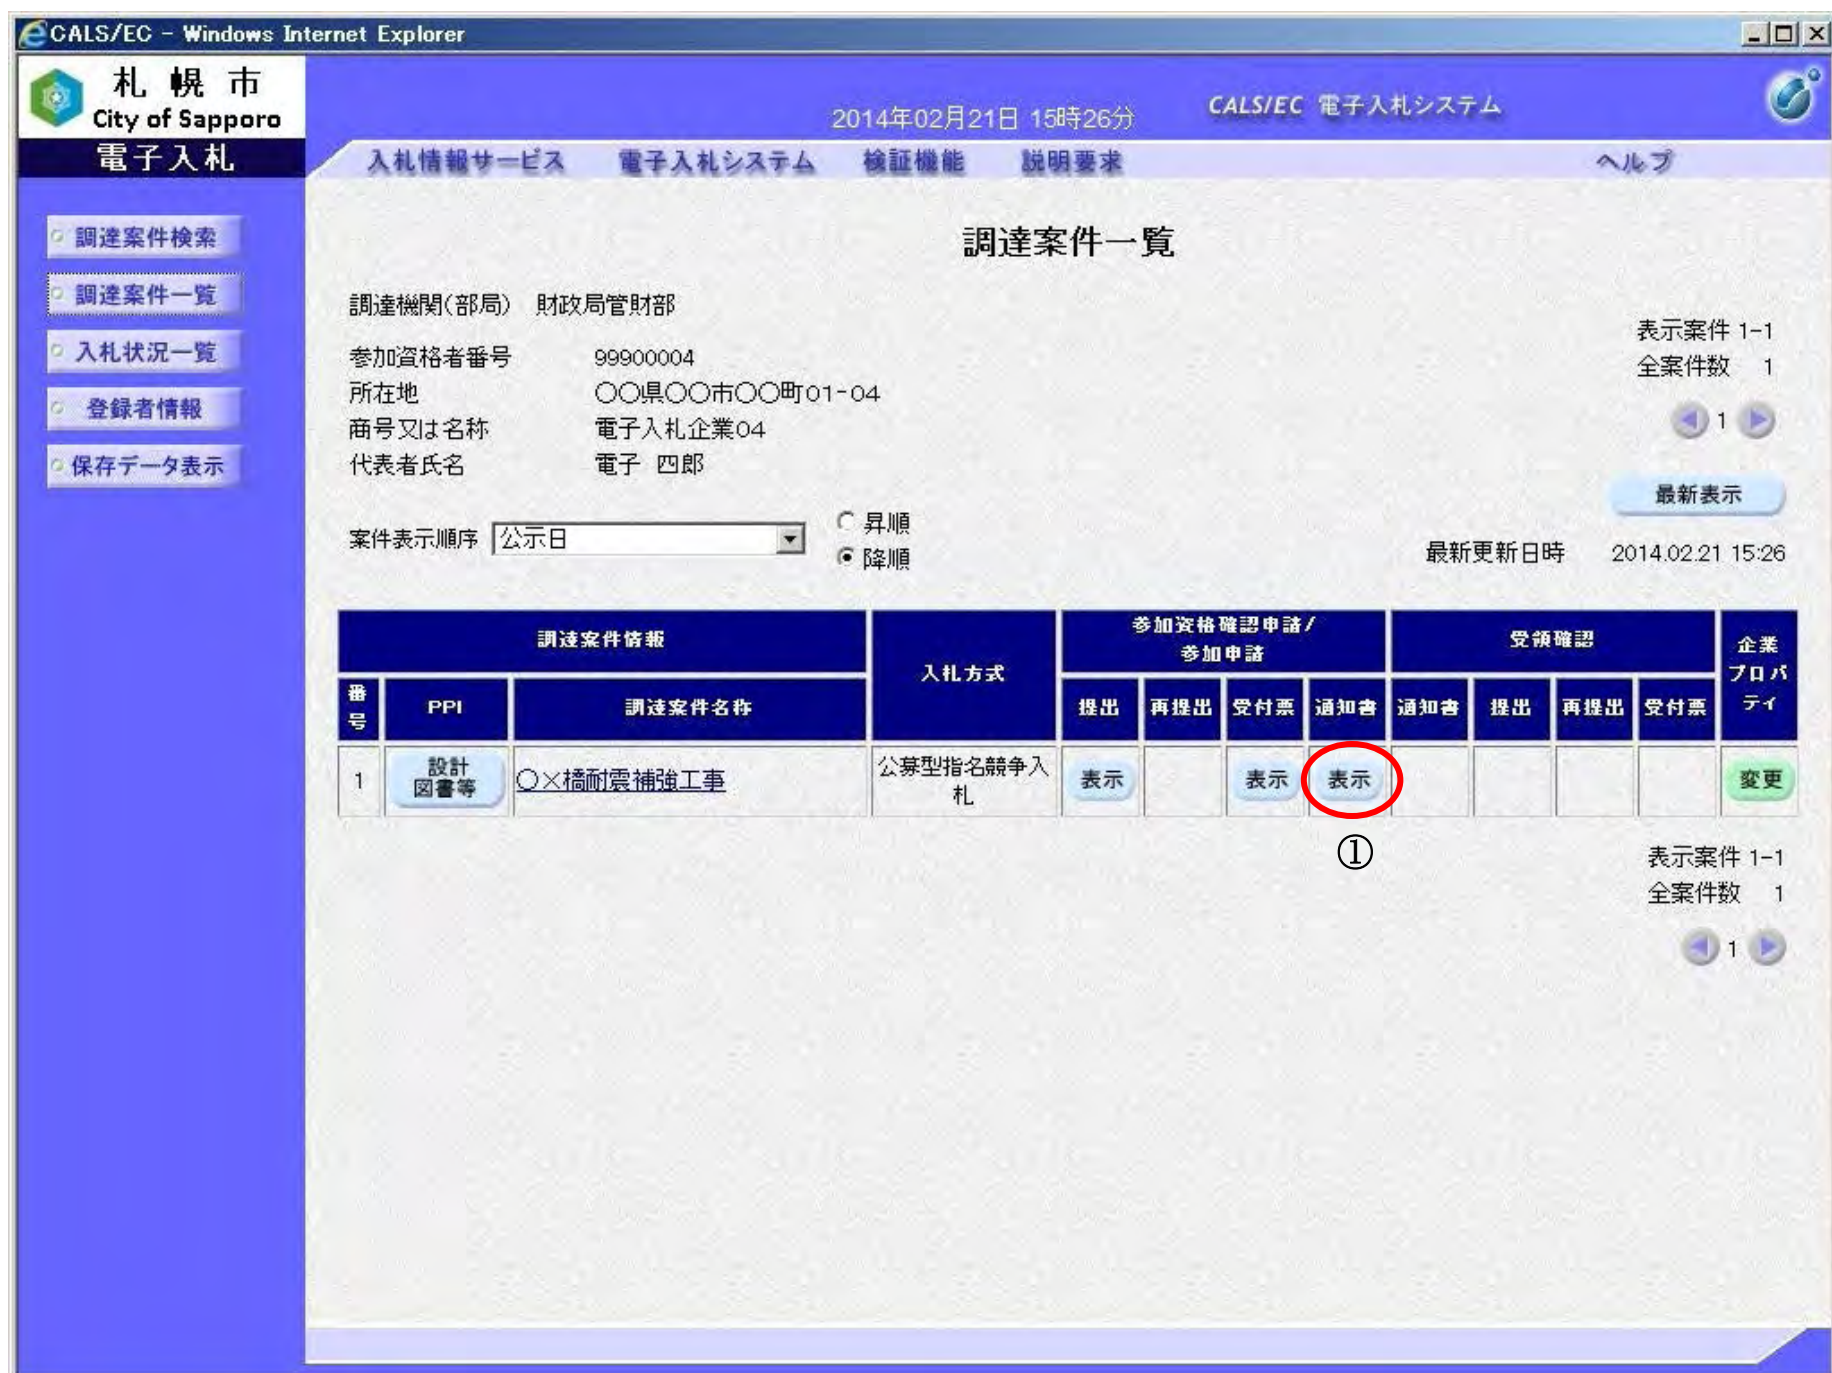 CALS/EC - Windows Internet Explorer
札幌市
City of Sapporo
2014年02月21日 15時26分
CALS/EC 電子入札システム
電子入札
入札情報サービス
電子入札システム
検証機能
説明要求
ヘルプ
調達案件検索
調達案件一覧
入札状況一覧
登録者情報
保存データ表示
調達案件一覧
調達機関(部局) 財政局管財部
参加資格者番号 99900004
所在地 〇〇県〇〇市〇〇町01-04
商号又は名称 電子入札企業04
代表者氏名 電子 四郎
表示案件 1-1
全案件数 1
1
最新表示
案件表示順序 公示日
昇順
降順
最新更新日時 2014.02.21 15:26
調達案件情報
入札方式
参加資格確認申請/
参加申請
受領確認
企業
プロパ
ティ
番
号
PPI
調達案件名称
提出 再提出 受付票 通知書 通知書 提出 再提出 受付票
1
設計
図書等
〇×橋耐震補強工事
公募型指名競争入
札
表示
表示
表示
変更
①
表示案件 1-1
全案件数 1
1